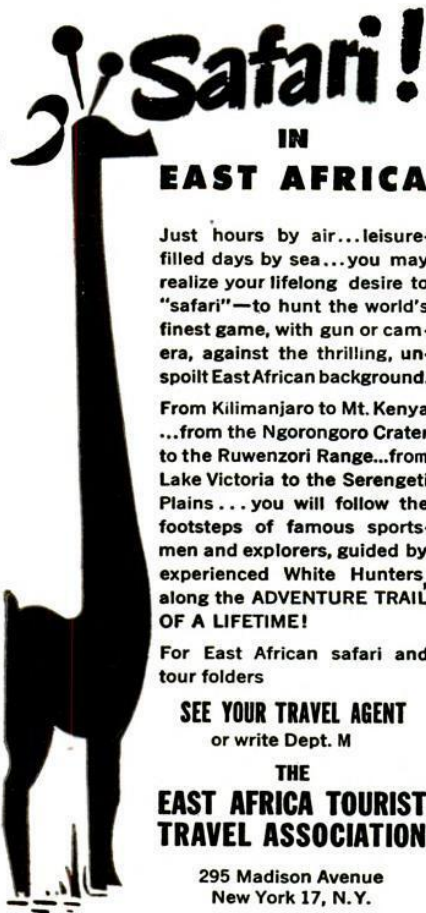 Safari!
IN
EAST AFRICA
Just hours by air...leisure-
filled days by sea...you may
realize your lifelong desire to
"safari"—to hunt the world's
finest game, with gun or cam-
era, against the thrilling, un-
spoilt East African background.
From Kilimanjaro to Mt. Kenya
...from the Ngorongoro Crater
to the Ruwenzori Range...from
Lake Victoria to the Serengeti
Plains...you will follow the
footsteps of famous sports-
men and explorers, guided by
experienced White Hunters,
along the ADVENTURE TRAIL
OF A LIFETIME!
For East African safari and
tour folders
SEE YOUR TRAVEL AGENT
or write Dept. M
THE
EAST AFRICA TOURIST
TRAVEL ASSOCIATION
295 Madison Avenue
New York 17, N.Y.